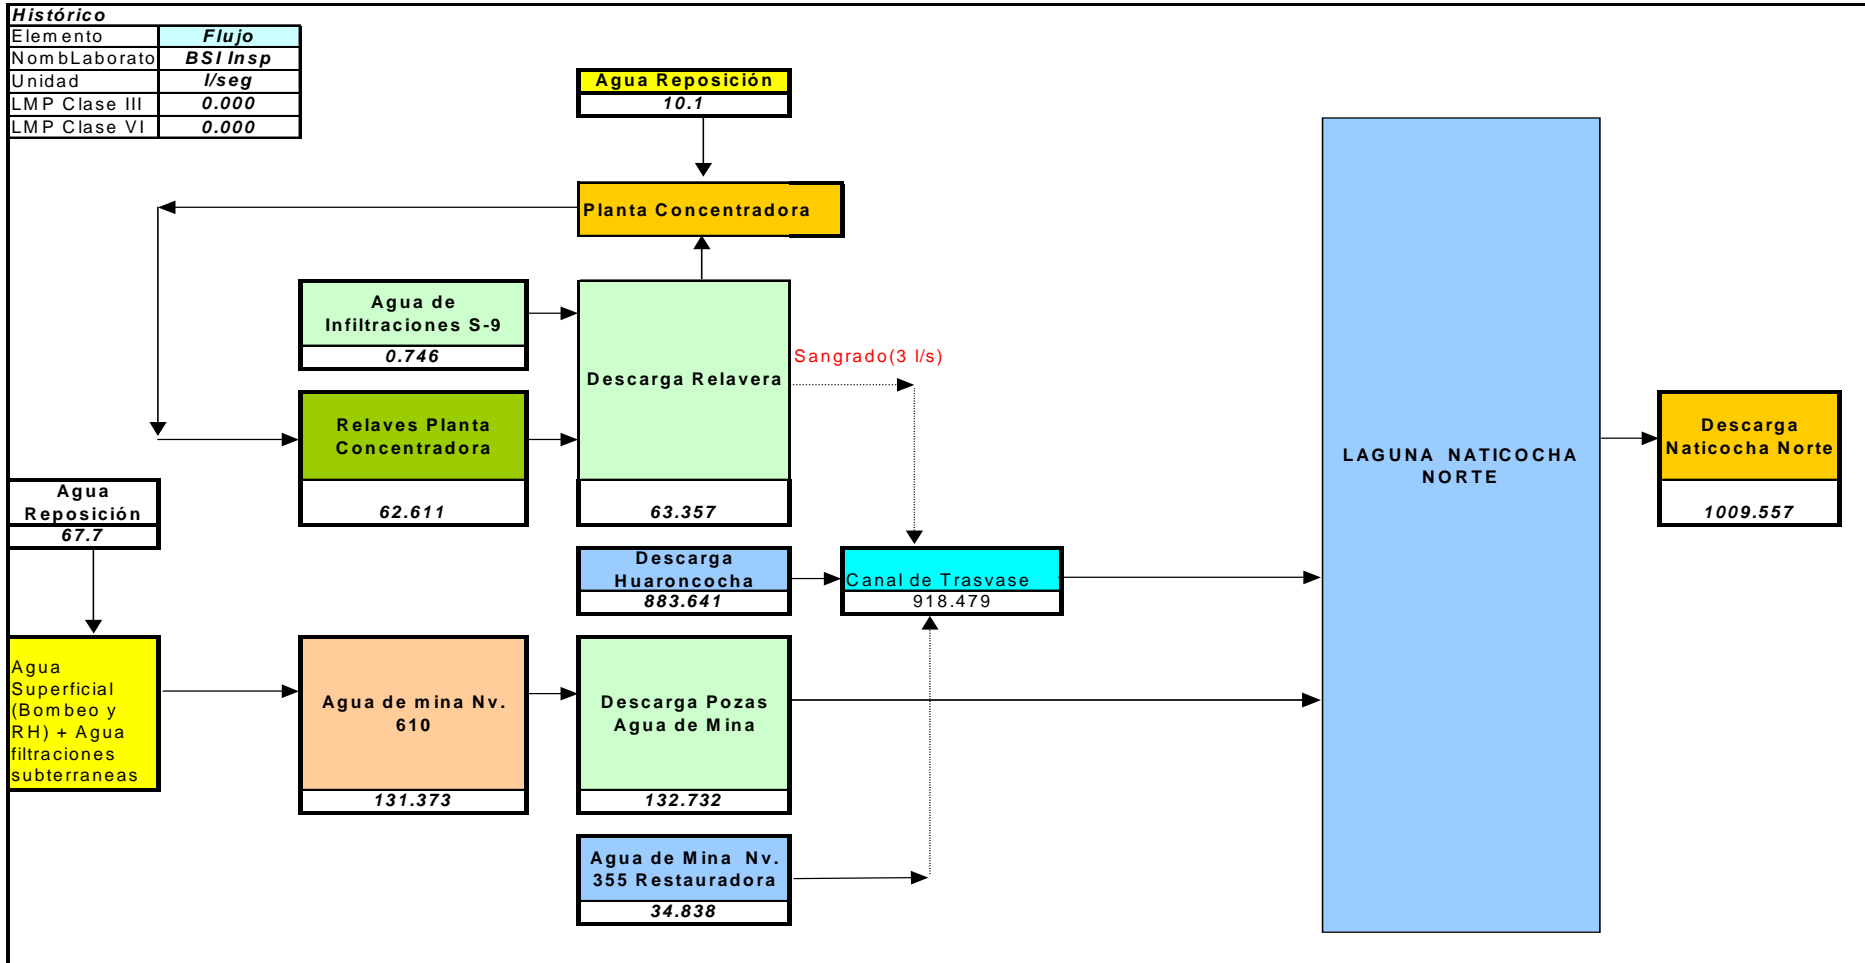 Histórico
Elemento Flujo
NombLaborato BSI Insp
Unidad l/seg
LMP Clase III 0.000
LMP Clase VI 0.000
Agua Reposición
10.1
Planta Concentradora
Agua de
Infiltraciones S-9
0.746
Descarga Relavera
63.357
Sangrado(3 l/s)
Relaves Planta
Concentradora
62.611
LAGUNA NATICOCHA
NORTE
Descarga
Naticocha Norte
1009.557
Agua
Reposición
67.7
Descarga
Huaroncocha
883.641
Canal de Trasvase
918.479
Agua
Superficial
(Bombeo y
RH) + Agua
filtraciones
subterraneas
Agua de mina Nv.
610
131.373
Descarga Pozas
Agua de Mina
132.732
Agua de Mina Nv.
355 Restauradora
34.838